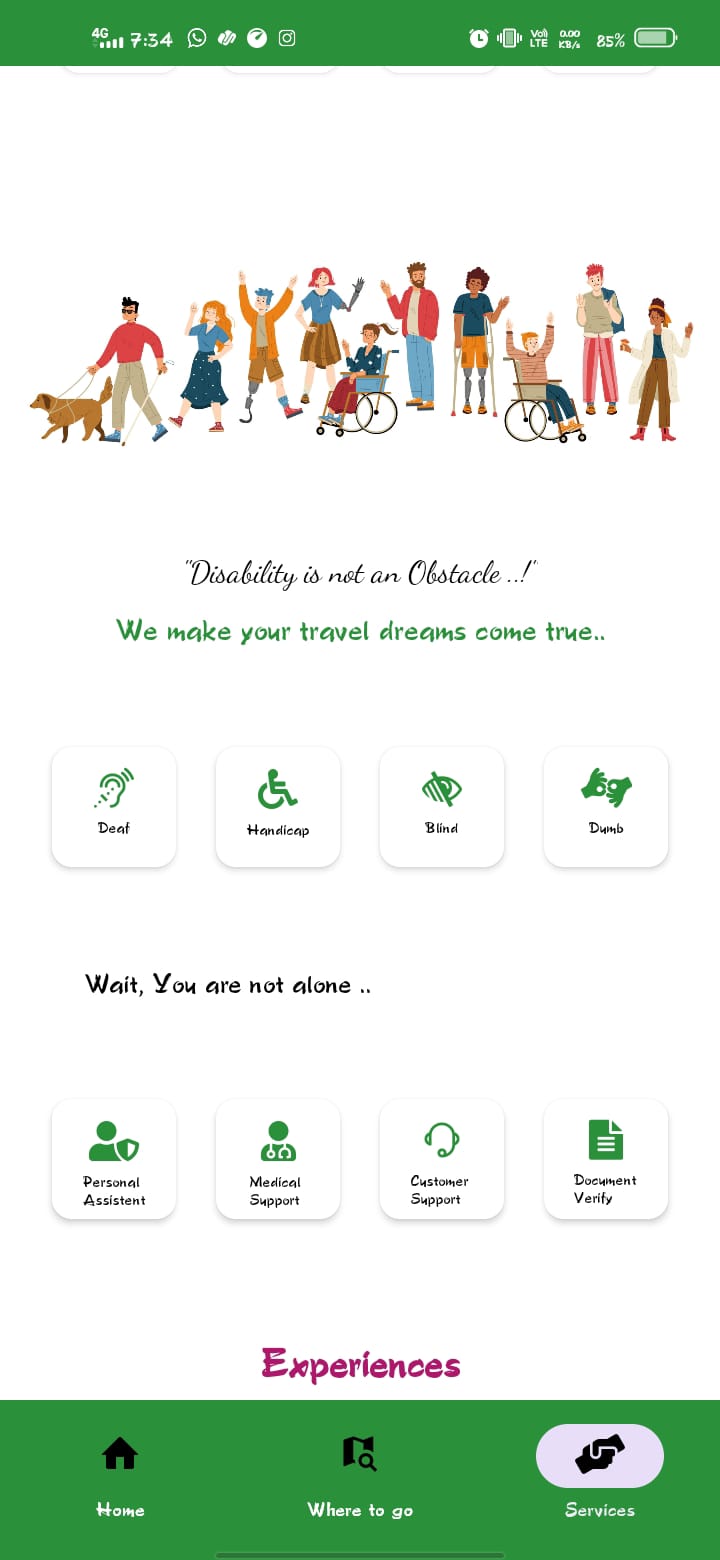 4G 7:34 Vo)) LTE 0.00 KB/s 85%
"Disability is not an Obstacle ..!"
We make your travel dreams come true..
Deaf Handicap Blind Dumb
Wait, You are not alone ..
Personal Medical Customer Document
Assistent Support Support Verify
Experiences
Home Where to go Services